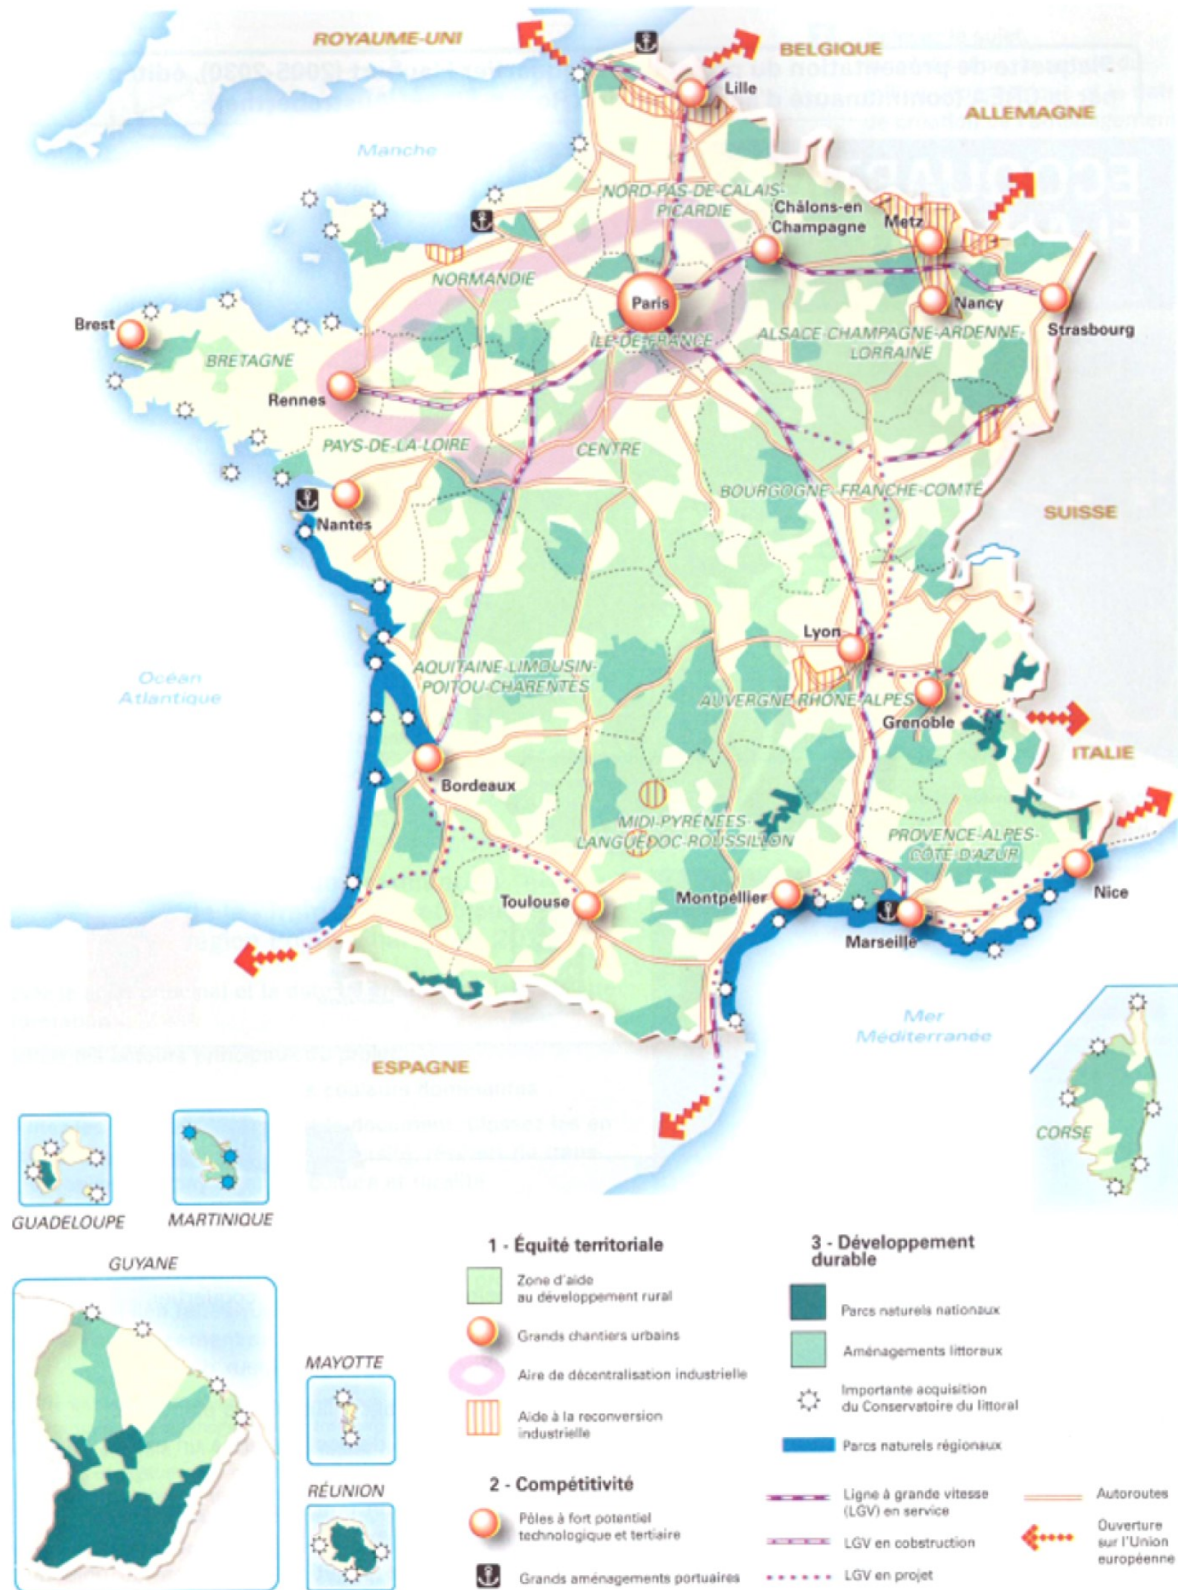 ROYAUME-UNI
BELGIQUE
Lille
ALLEMAGNE
Manche
NORD-PAS-DE-CALAIS-
PICARDIE
Châlons-en
Champagne
Metz
NORMANDIE
Paris
Nancy
Strasbourg
Brest
ÎLE-DE-FRANCE
ALSACE-CHAMPAGNE-ARDENNE-
LORRAINE
BRETAGNE
Rennes
PAYS-DE-LA-LOIRE
CENTRE
BOURGOGNE-FRANCHE-COMTÉ
SUISSE
Nantes
Lyon
Océan
Atlantique
AQUITAINE-LIMOUSIN-
POITOU-CHARENTES
AUVERGNE-RHÔNE-ALPES
Grenoble
ITALIE
Bordeaux
MIDI-PYRÉNÉES-
LANGUEDOC-ROUSSILLON
PROVENCE-ALPES-
CÔTE D'AZUR
Toulouse
Montpellier
Nice
Marseille
Mer
Méditerranée
ESPAGNE
CORSE
GUADELOUPE
MARTINIQUE
GUYANE
MAYOTTE
RÉUNION
1 - Équité territoriale
Zone d'aide
au développement rural
Grands chantiers urbains
Aire de décentralisation industrielle
Aide à la reconversion
industrielle
2 - Compétitivité
Pôles à fort potentiel
technologique et tertiaire
Grands aménagements portuaires
3 - Développement
durable
Parcs naturels nationaux
Aménagements littoraux
Importante acquisition
du Conservatoire du littoral
Parcs naturels régionaux
Ligne à grande vitesse
(LGV) en service
LGV en cobstruction
LGV en projet
Autoroutes
Ouverture
sur l'Union
européenne